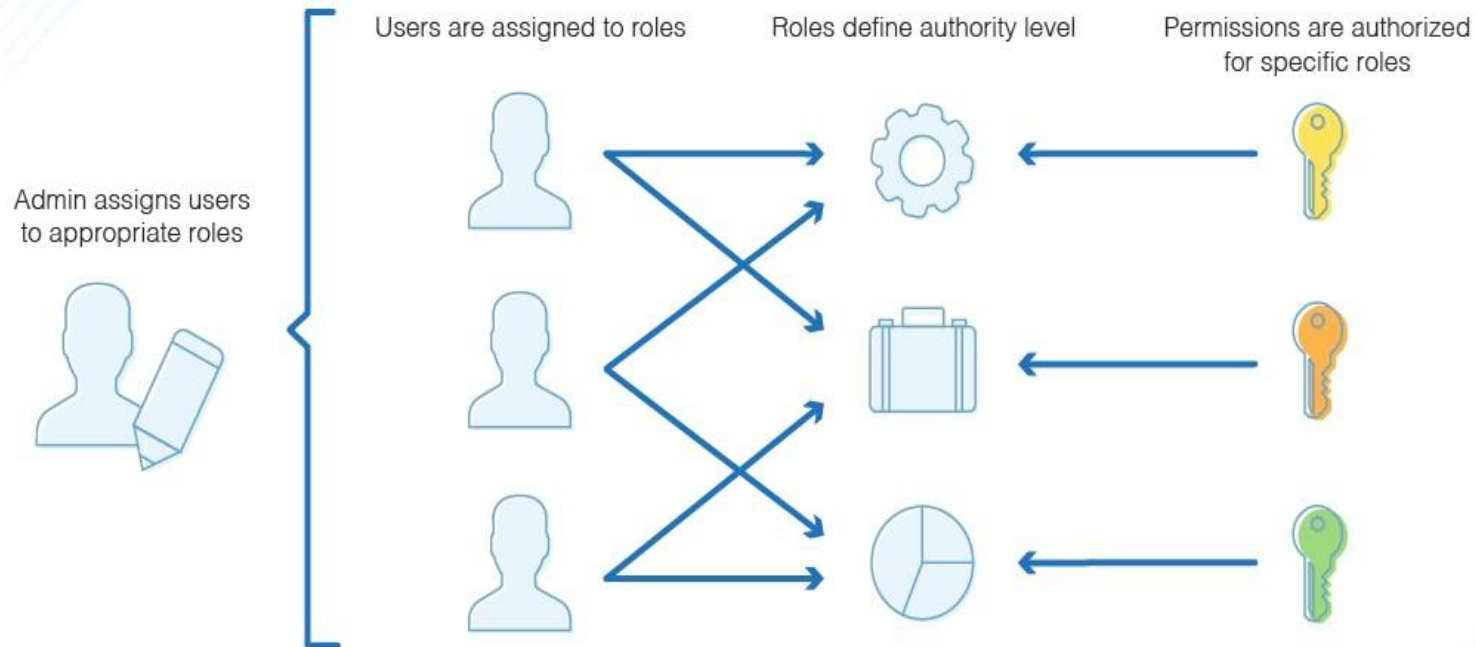 Users are assigned to roles
Roles define authority level
Permissions are authorized
for specific roles
Admin assigns users
to appropriate roles